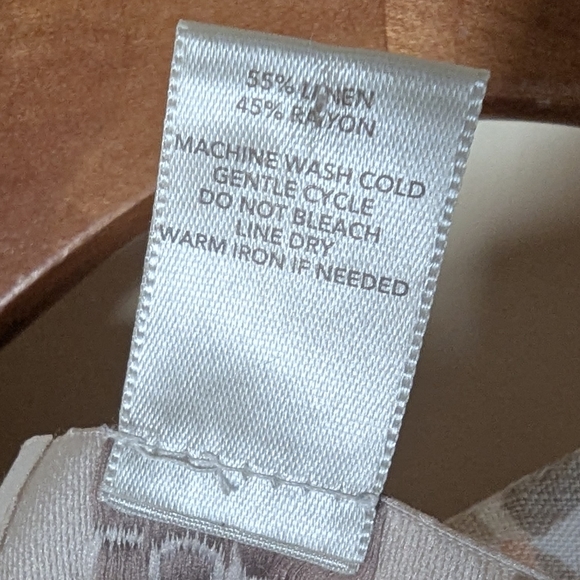 55% LINEN
45% RAYON
MACHINE WASH COLD
GENTLE CYCLE
DO NOT BLEACH
LINE DRY
WARM IRON IF NEEDED